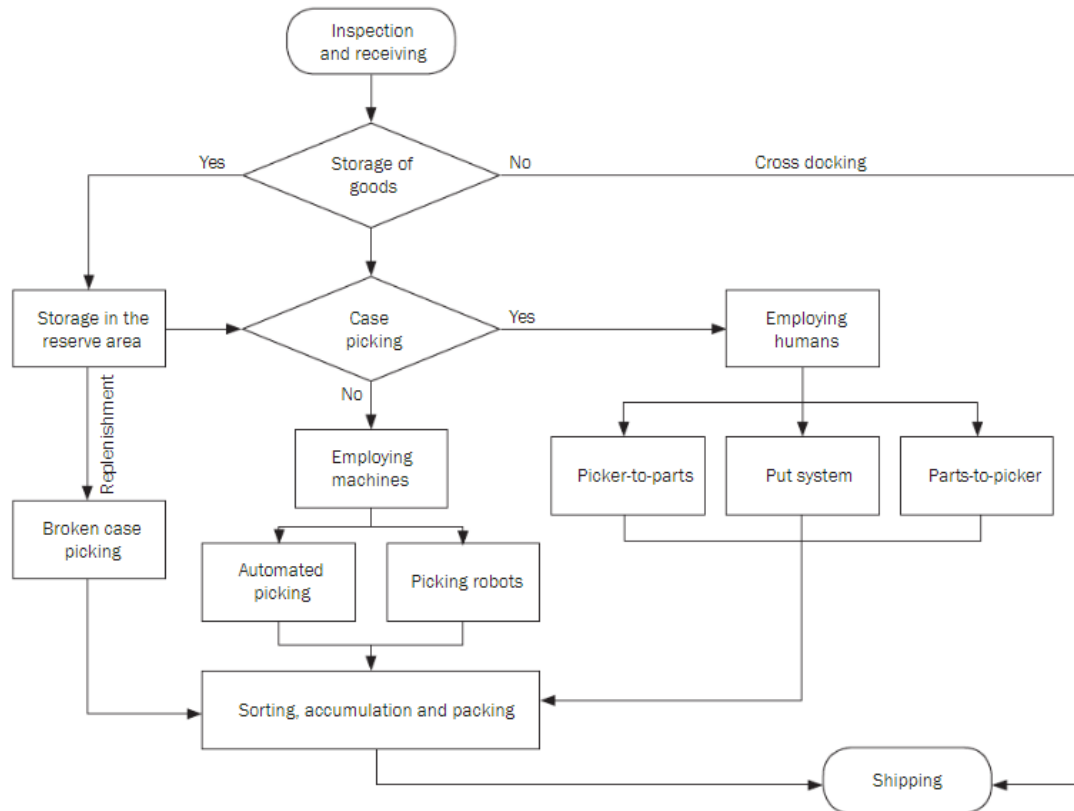 Inspection
and receiving
Yes
Storage of
goods
No
Cross docking
Storage in the
reserve area
Case
picking
Yes
Employing
humans
Replenishment
No
Employing
machines
Picker-to-parts
Put system
Parts-to-picker
Broken case
picking
Automated
picking
Picking robots
Sorting, accumulation and packing
Shipping